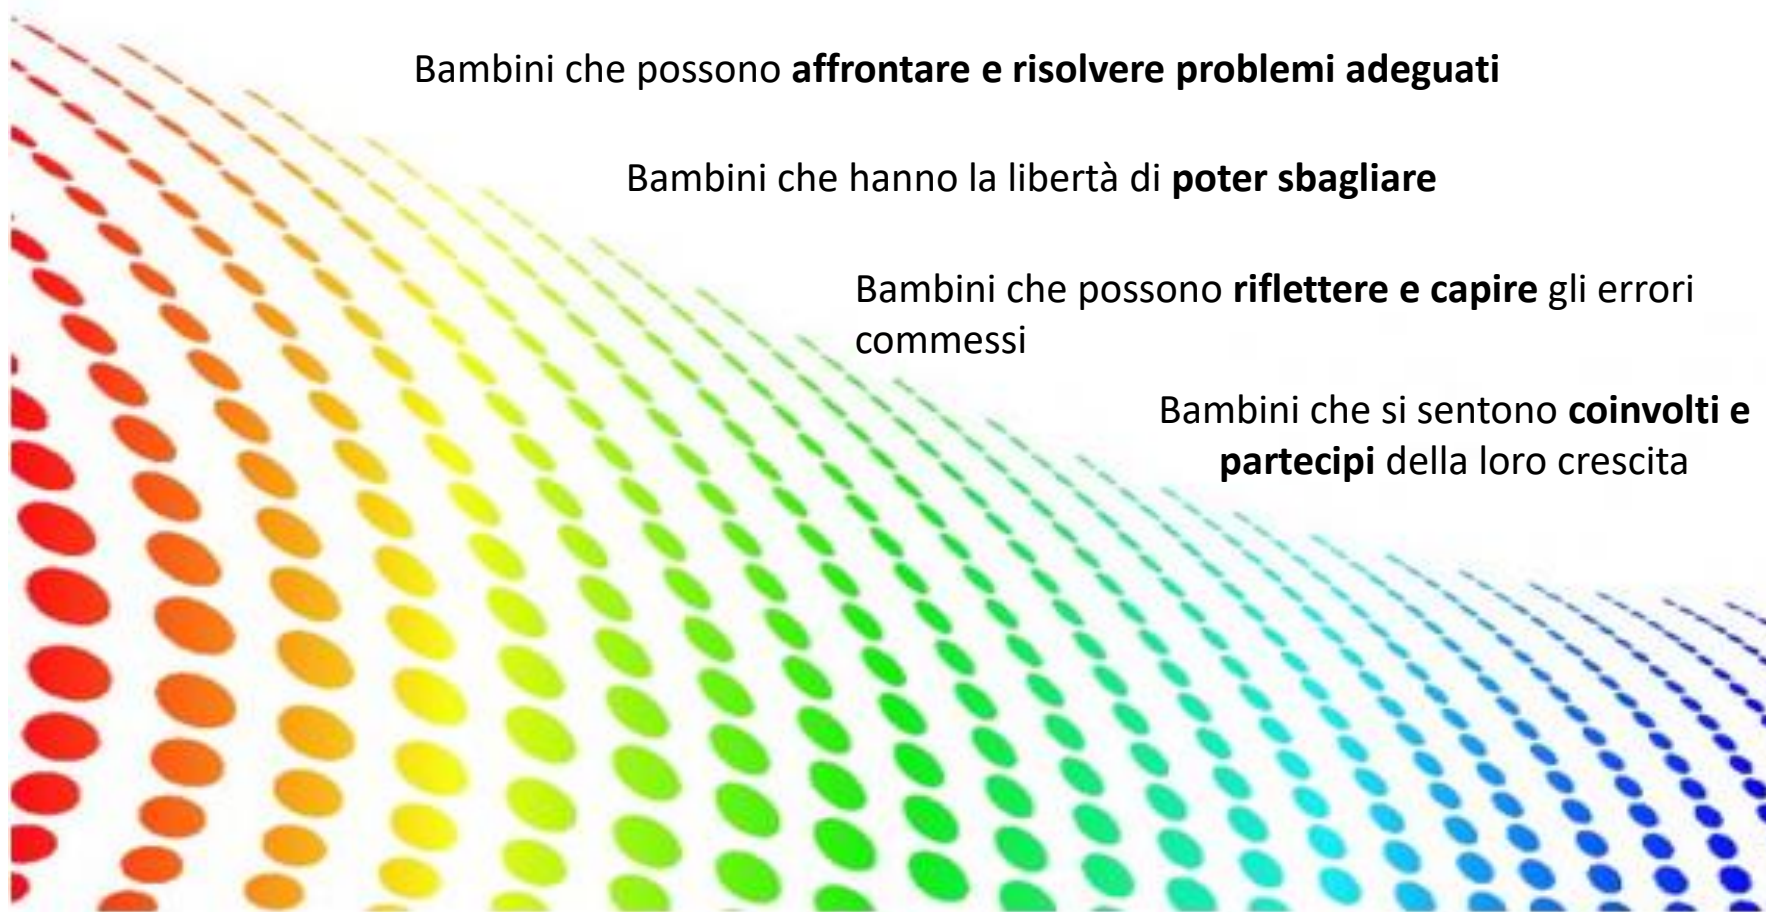 Bambini che possono affrontare e risolvere problemi adeguati
Bambini che hanno la libertà di poter sbagliare
Bambini che possono riflettere e capire gli errori
commessi
Bambini che si sentono coinvolti e
partecipi della loro crescita